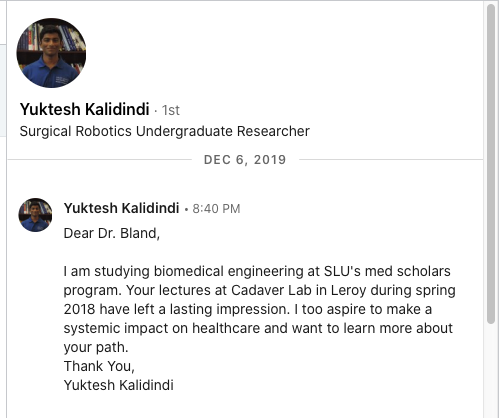 Yuktesh Kalidindi · 1st
Surgical Robotics Undergraduate Researcher
DEC 6, 2019
Yuktesh Kalidindi • 8:40 PM
Dear Dr. Bland,
I am studying biomedical engineering at SLU's med scholars
program. Your lectures at Cadaver Lab in Leroy during spring
2018 have left a lasting impression. I too aspire to make a
systemic impact on healthcare and want to learn more about
your path.
Thank You,
Yuktesh Kalidindi